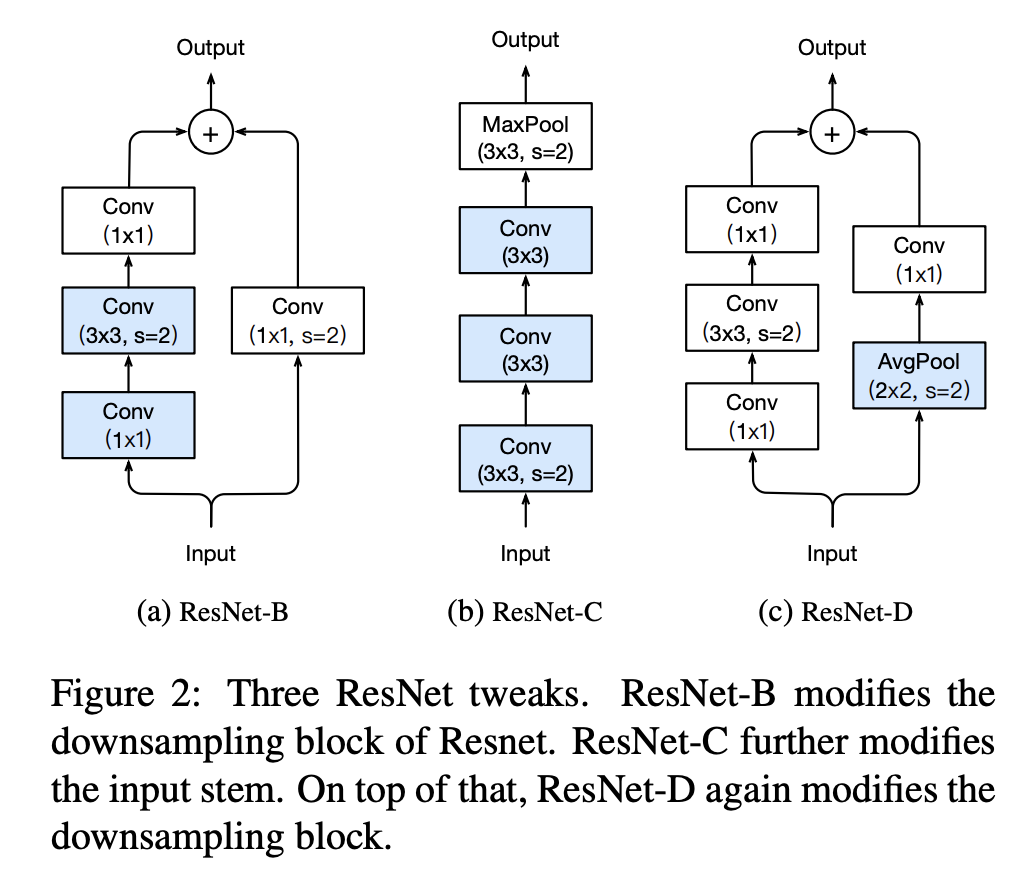 Output
+
Conv
(1x1)
Conv
(3x3, s=2)
Conv
(1x1, s=2)
Conv
(1x1)
Input
(a) ResNet-B
Output
MaxPool
(3x3, s=2)
Conv
(3x3)
Conv
(3x3)
Conv
(3x3, s=2)
Input
(b) ResNet-C
Output
+
Conv
(1x1)
Conv
(1x1)
Conv
(3x3, s=2)
AvgPool
(2x2, s=2)
Conv
(1x1)
Input
(c) ResNet-D
Figure 2: Three ResNet tweaks. ResNet-B modifies the
downsampling block of Resnet. ResNet-C further modifies
the input stem. On top of that, ResNet-D again modifies the
downsampling block.